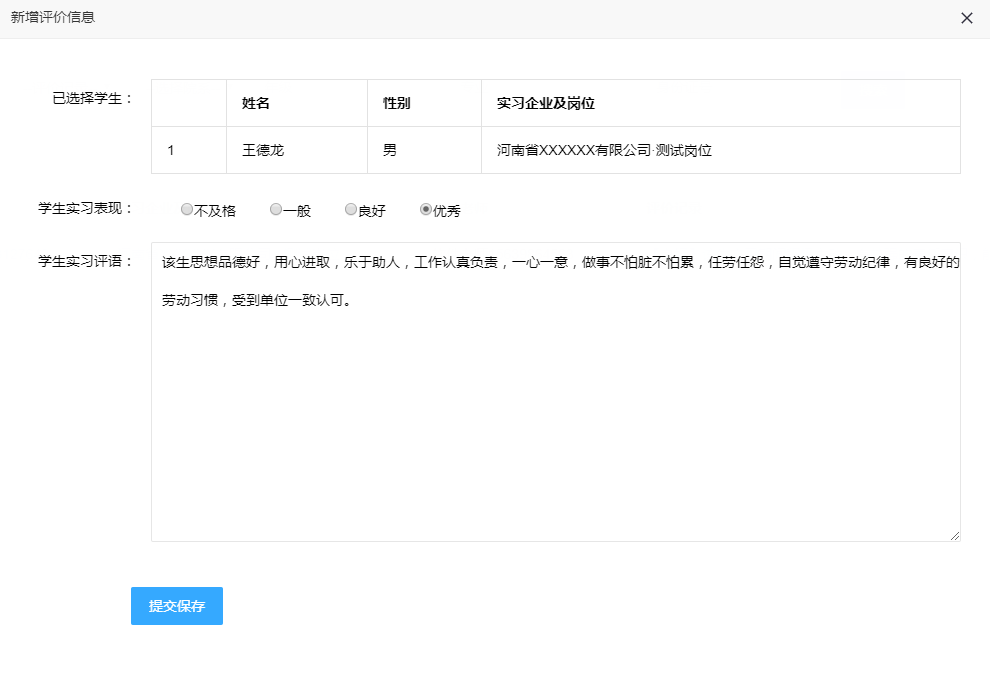 新增评价信息
已选择学生：
姓名 性别 实习企业及岗位
1 王德龙 男 河南省XXXXXX有限公司·测试岗位
学生实习表现： 不及格 一般 良好 优秀
学生实习评语： 该生思想品德好，用心进取，乐于助人，工作认真负责，一心一意，做事不怕脏不怕累，任劳任怨，自觉遵守劳动纪律，有良好的
劳动习惯，受到单位一致认可。
提交保存